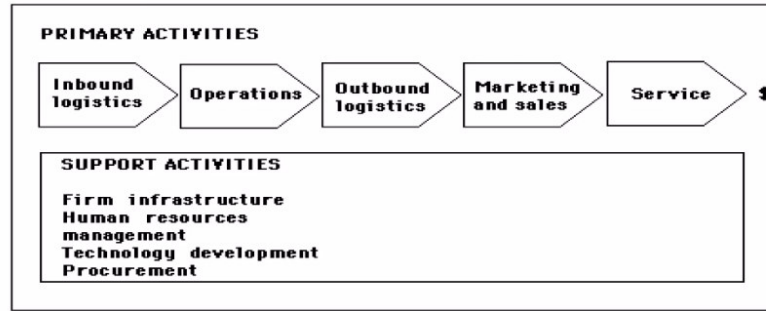 PRIMARY ACTIVITIES
Inbound
logistics
Operations
Outbound
logistics
Marketing
and sales
Service
$
SUPPORT ACTIVITIES
Firm infrastructure
Human resources
management
Technology development
Procurement